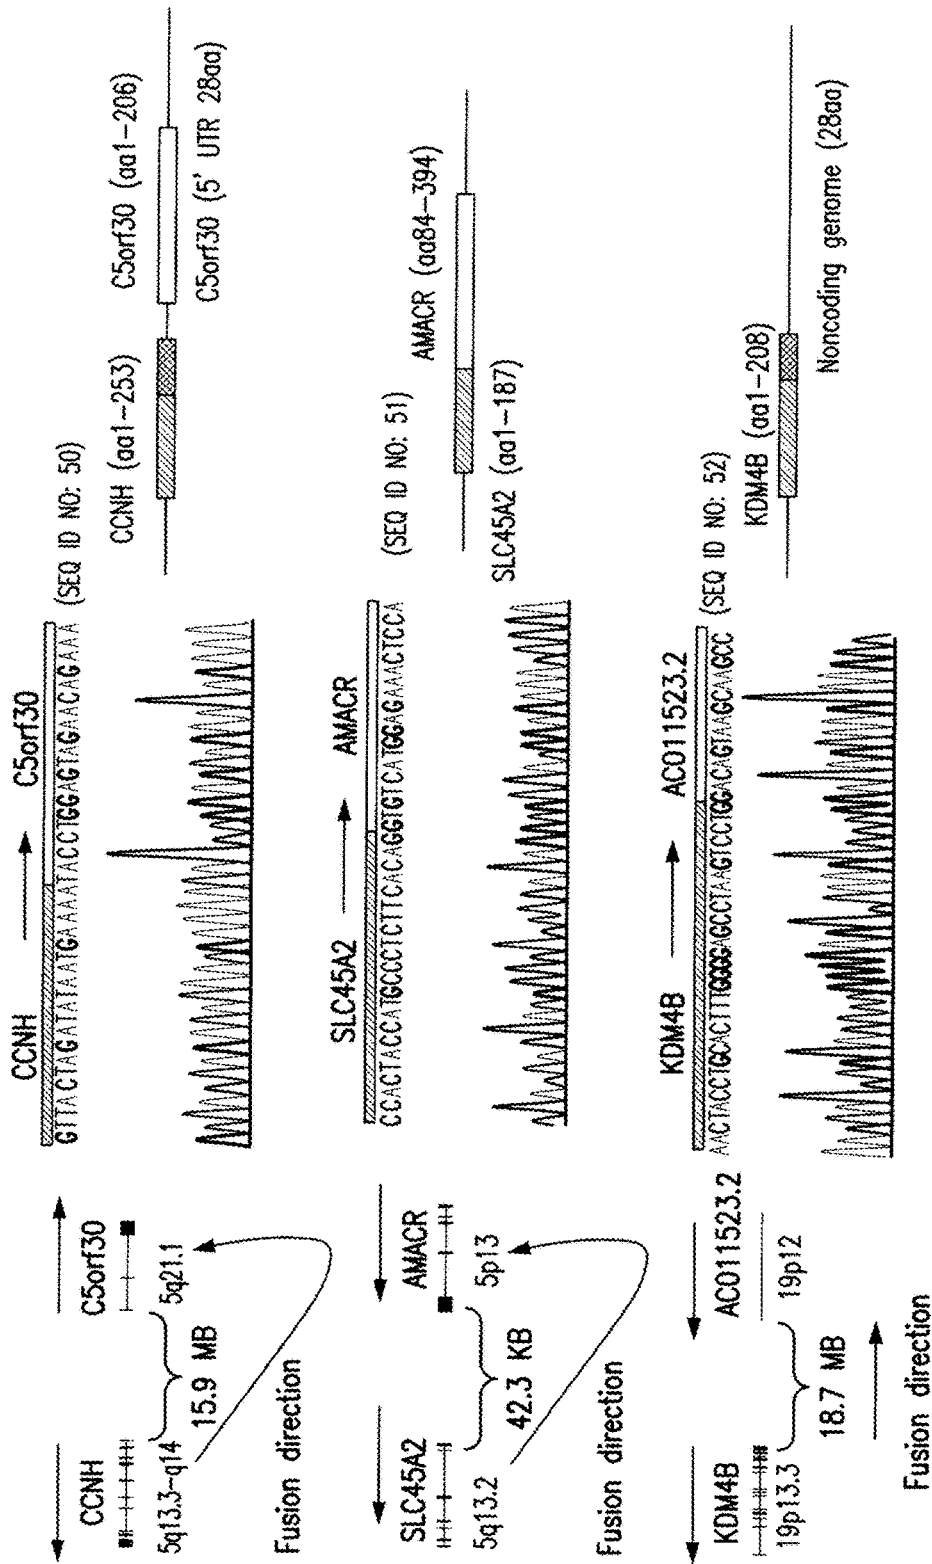 CCNH
C5orf30
5q13.3-q14
5q21.1
15.9 MB
Fusion direction
CCNH
C5orf30
GTTACTAGATATAATGAAAATACCTGGAGTAGAACAGAAA
(SEQ ID NO: 50)
CCNH (aa1-253)
C5orf30 (aa1-206)
C5orf30 (5' UTR 28aa)
SLC45A2
AMACR
5q13.2
5p13
42.3 KB
Fusion direction
SLC45A2
AMACR
CCACTACCATGCCCTCTTCACAGGTGTCATGGAGAAACTCCA
(SEQ ID NO: 51)
AMACR (aa84-394)
SLC45A2 (aa1-187)
KDM4B
AC011523.2
19p13.3
19p12
18.7 MB
Fusion direction
KDM4B
AC011523.2
AACTACCTGCACTTGGGGAGCCTAAGTCCTGGACAGTAAGCAAGCC
(SEQ ID NO: 52)
KDM4B (aa1-208)
Noncoding genome (28aa)